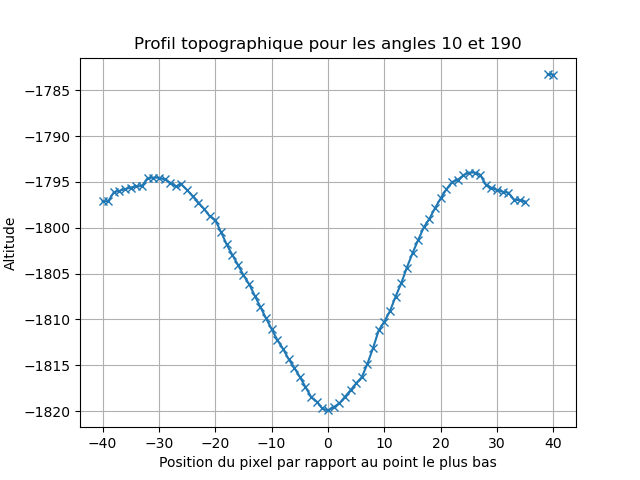 Profil topographique pour les angles 10 et 190
Altitude
−1785
−1790
−1795
−1800
−1805
−1810
−1815
−1820
−40 −30 −20 −10 0 10 20 30 40
Position du pixel par rapport au point le plus bas